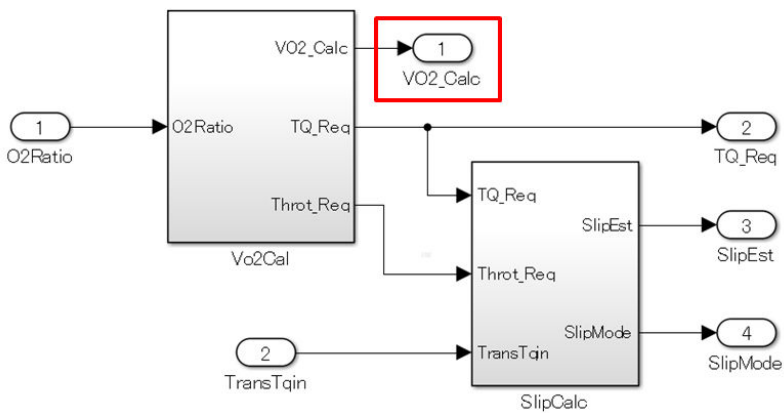 VO2_Calc
1
VO2_Calc
1
O2Ratio
O2Ratio
TQ_Req
2
TQ_Req
Throt_Req
Vo2Cal
TQ_Req
SlipEst
3
SlipEst
Throt_Req
SlipMode
4
SlipMode
2
TransTqin
TransTqin
SlipCalc